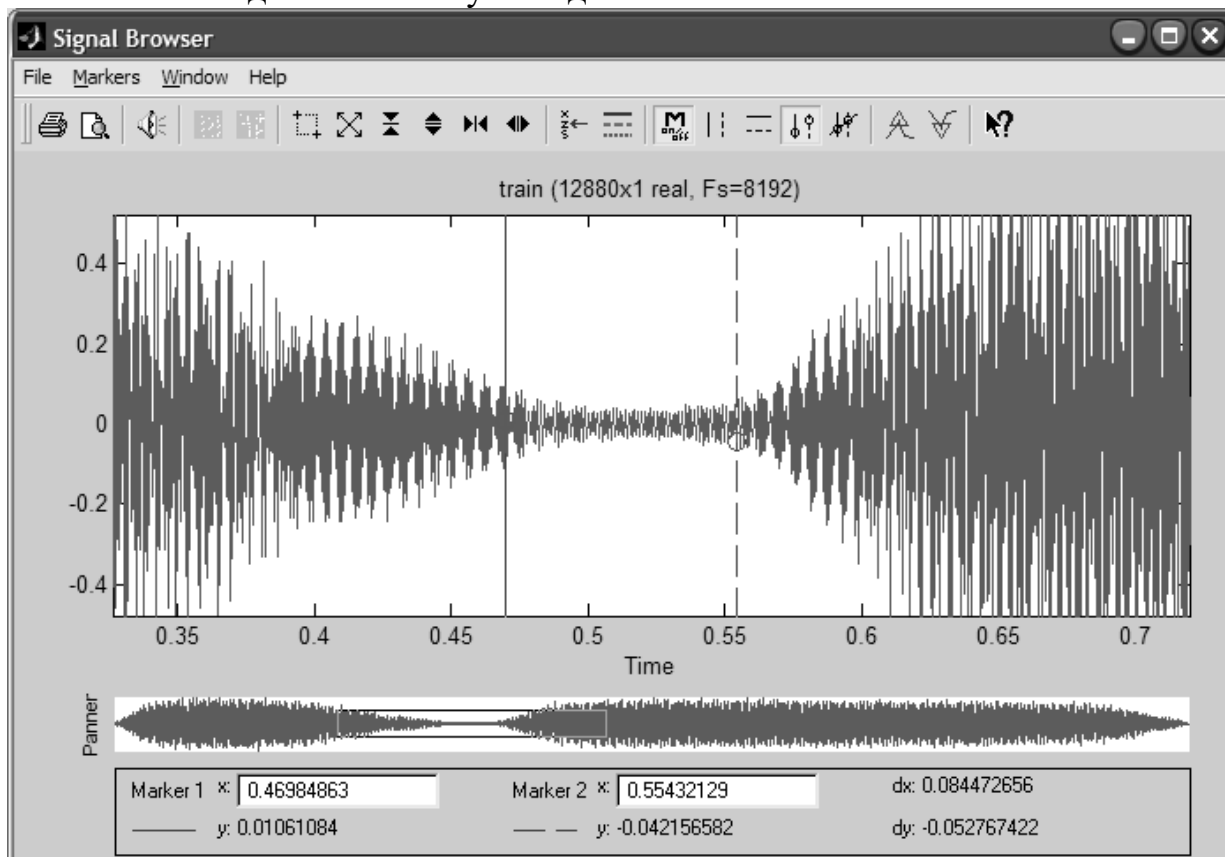 Signal Browser
File Markers Window Help
M
on/off
train (12880x1 real, Fs=8192)
0.4
0.2
0
-0.2
-0.4
0.35 0.4 0.45 0.5 0.55 0.6 0.65 0.7
Time
Panner
Marker 1 x: 0.46984863 Marker 2 x: 0.55432129 dx: 0.084472656
y: 0.01061084 y: -0.042156582 dy: -0.052767422